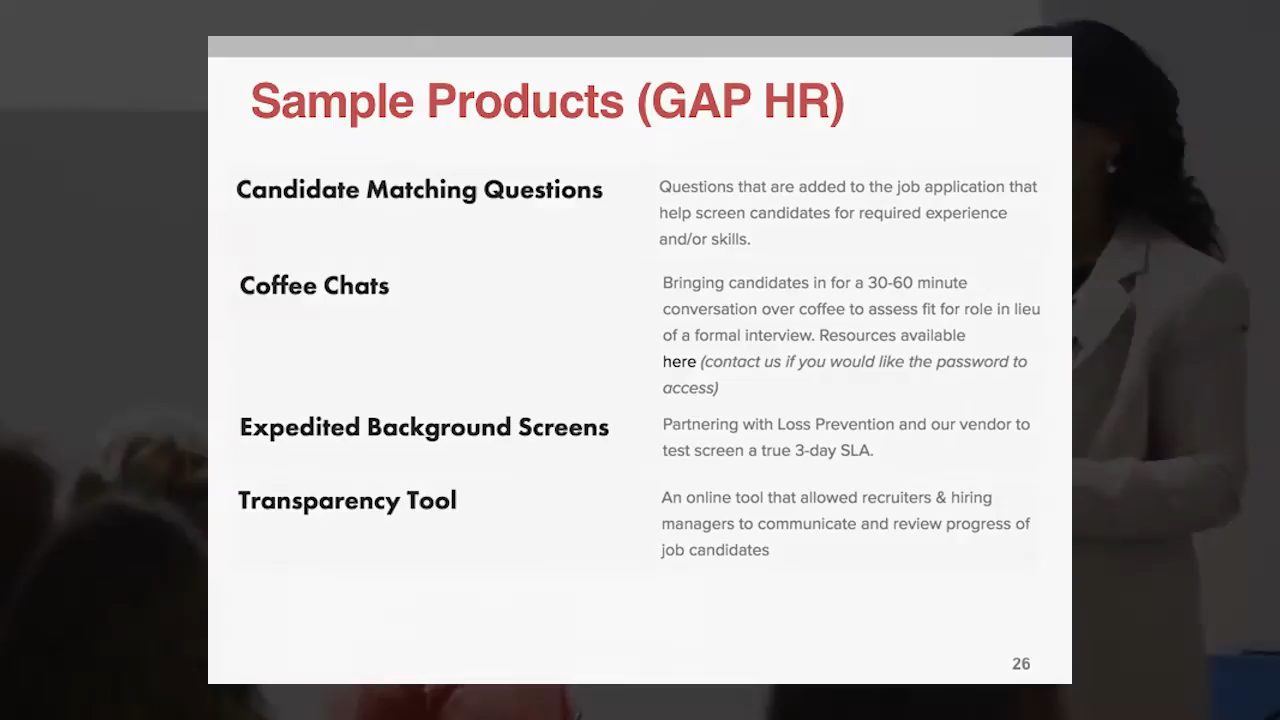 Sample Products (GAP HR)
Candidate Matching Questions
Questions that are added to the job application that
help screen candidates for required experience
and/or skills.
Coffee Chats
Bringing candidates in for a 30-60 minute
conversation over coffee to assess fit for role in lieu
of a formal interview. Resources available
here (contact us if you would like the password to
access)
Expedited Background Screens
Partnering with Loss Prevention and our vendor to
test screen a true 3-day SLA.
Transparency Tool
An online tool that allowed recruiters & hiring
managers to communicate and review progress of
job candidates
26